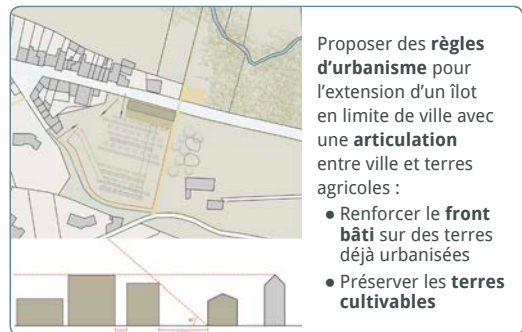 Proposer des règles
d'urbanisme pour
l'extension d'un îlot
en limite de ville avec
une articulation
entre ville et terres
agricoles :
● Renforcer le front
bâti sur des terres
déjà urbanisées
● Préserver les terres
cultivables